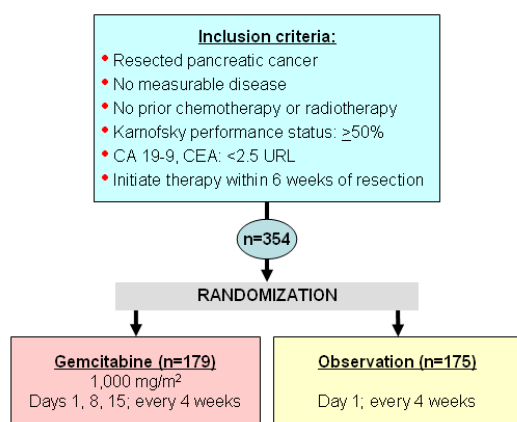 Inclusion criteria:
• Resected pancreatic cancer
• No measurable disease
• No prior chemotherapy or radiotherapy
• Karnofsky performance status: ≥50%
• CA 19-9, CEA: <2.5 URL
• Initiate therapy within 6 weeks of resection
n=354
RANDOMIZATION
Gemcitabine (n=179)
1,000 mg/m²
Days 1, 8, 15; every 4 weeks
Observation (n=175)
Day 1; every 4 weeks